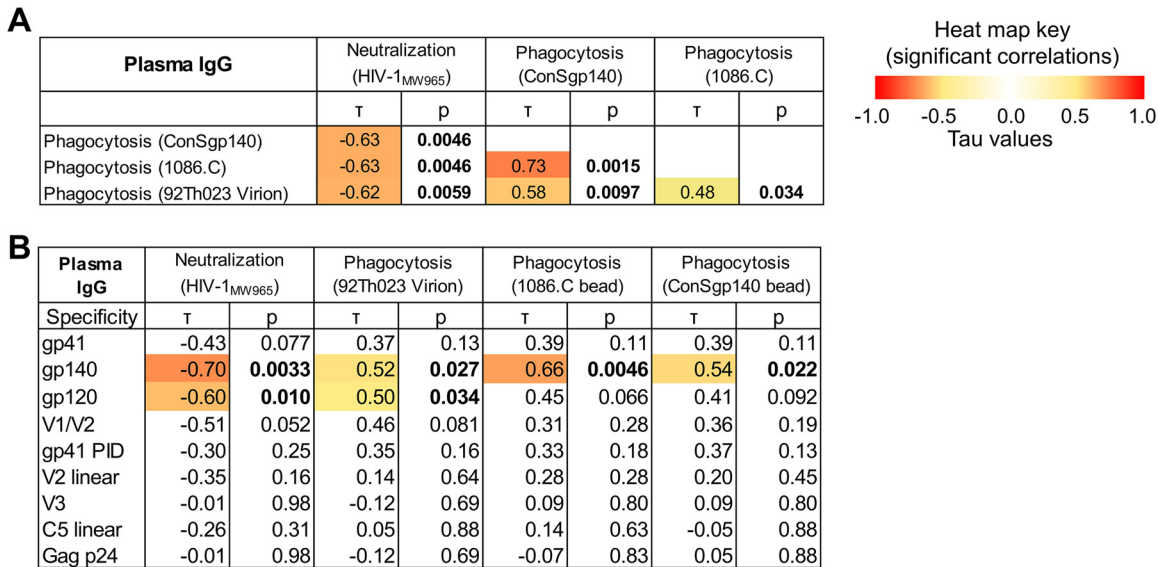 A
Plasma IgG Neutralization Phagocytosis Phagocytosis
(HIV-1MW965) (ConSgp140) (1086.C)
τ p τ p τ p
Phagocytosis (ConSgp140) -0.63 0.0046
Phagocytosis (1086.C) -0.63 0.0046 0.73 0.0015
Phagocytosis (92Th023 Virion) -0.62 0.0059 0.58 0.0097 0.48 0.034
Heat map key
(significant correlations)
-1.0 -0.5 0.0 0.5 1.0
Tau values
B
Plasma IgG Neutralization Phagocytosis Phagocytosis Phagocytosis
(HIV-1MW965) (92Th023 Virion) (1086.C bead) (ConSgp140 bead)
Specificity τ p τ p τ p τ p
gp41 -0.43 0.077 0.37 0.13 0.39 0.11 0.39 0.11
gp140 -0.70 0.0033 0.52 0.027 0.66 0.0046 0.54 0.022
gp120 -0.60 0.010 0.50 0.034 0.45 0.066 0.41 0.092
V1/V2 -0.51 0.052 0.46 0.081 0.31 0.28 0.36 0.19
gp41 PID -0.30 0.25 0.35 0.16 0.33 0.18 0.37 0.13
V2 linear -0.35 0.16 0.14 0.64 0.28 0.28 0.20 0.45
V3 -0.01 0.98 -0.12 0.69 0.09 0.80 0.09 0.80
C5 linear -0.26 0.31 0.05 0.88 0.14 0.63 -0.05 0.88
Gag p24 -0.01 0.98 -0.12 0.69 -0.07 0.83 0.05 0.88